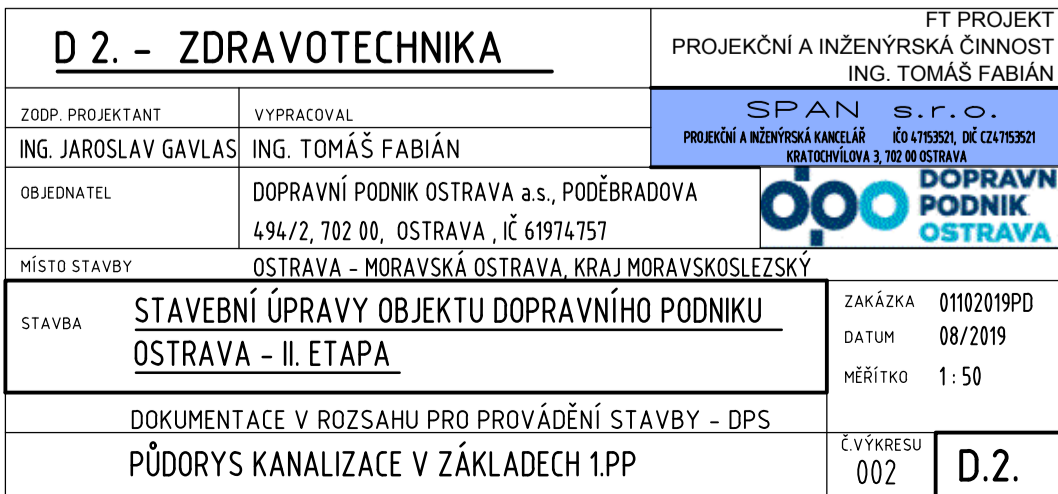 D 2. - ZDRAVOTECHNIKA
FT PROJEKT
PROJEKČNÍ A INŽENÝRSKÁ ČINNOST
ING. TOMÁŠ FABIÁN
ZODP. PROJEKTANT
VYPRACOVAL
ING. JAROSLAV GAVLAS
ING. TOMÁŠ FABIÁN
SPAN s.r.o.
PROJEKČNÍ A INŽENÝRSKÁ KANCELÁŘ IČO 47153521, DIČ CZ47153521
KRATOCHVÍLOVA 3, 702 00 OSTRAVA
OBJEDNATEL
DOPRAVNÍ PODNIK OSTRAVA a.s., PODĚBRADOVA
494/2, 702 00, OSTRAVA , IČ 61974757
dpo
DOPRAVN
PODNIK
OSTRAVA
MÍSTO STAVBY
OSTRAVA - MORAVSKÁ OSTRAVA, KRAJ MORAVSKOSLEZSKÝ
STAVBA
STAVEBNÍ ÚPRAVY OBJEKTU DOPRAVNÍHO PODNIKU
OSTRAVA - II. ETAPA
ZAKÁZKA 01102019PD
DATUM 08/2019
MĚŘÍTKO 1 : 50
DOKUMENTACE V ROZSAHU PRO PROVÁDĚNÍ STAVBY - DPS
PŮDORYS KANALIZACE V ZÁKLADECH 1.PP
Č.VÝKRESU
002
D.2.